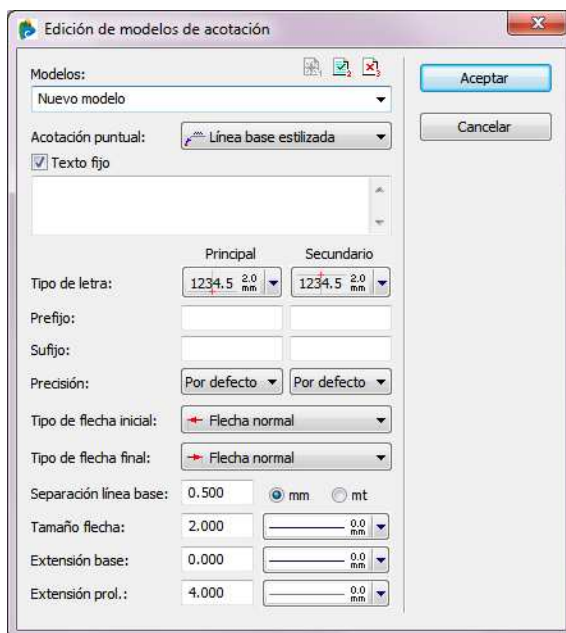 Edición de modelos de acotación
Modelos:
Nuevo modelo
Aceptar
Cancelar
Acotación puntual: Línea base estilizada
Texto fijo
Principal Secundario
Tipo de letra: 1234.5 2.0 mm 1234.5 2.0 mm
Prefijo:
Sufijo:
Precisión: Por defecto Por defecto
Tipo de flecha inicial: Flecha normal
Tipo de flecha final: Flecha normal
Separación línea base: 0.500 mm mt
Tamaño flecha: 2.000 0.0 mm
Extensión base: 0.000 0.0 mm
Extensión prol.: 4.000 0.0 mm